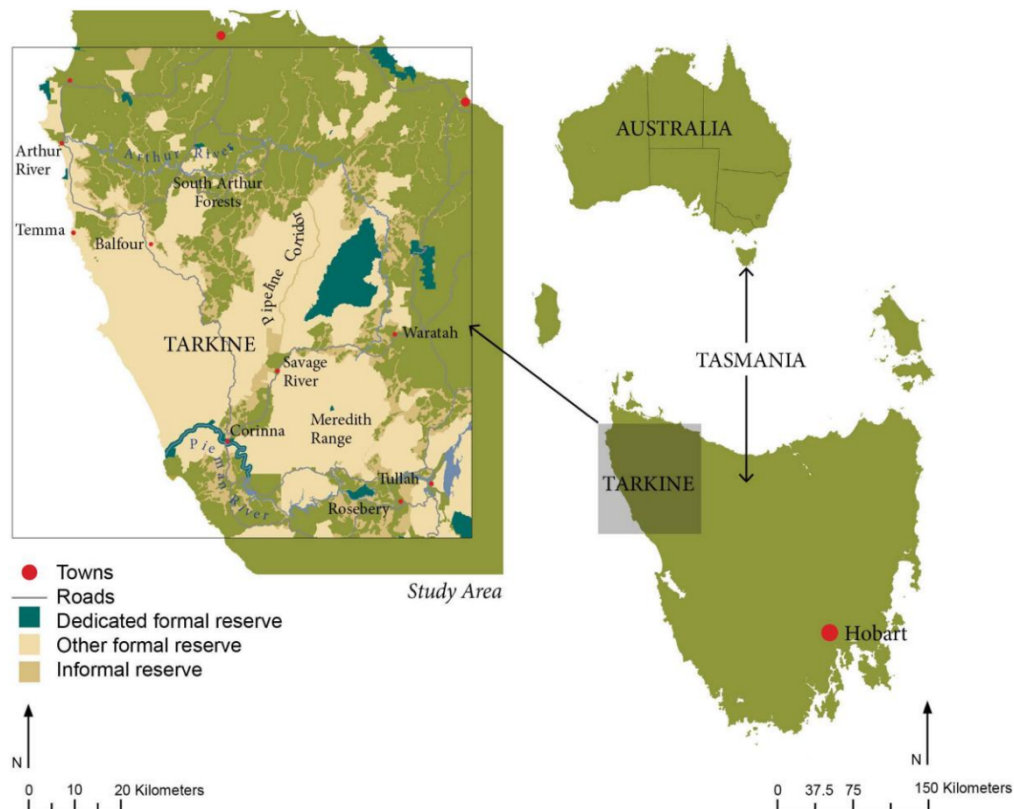 Arthur
River
Arthur River
South Arthur
Forests
Temma
Balfour
Pipeline Corridor
TARKINE
Waratah
Savage
River
Meredith
Range
Corinna
Pieman River
Tullah
Rosebery
Study Area
Towns
Roads
Dedicated formal reserve
Other formal reserve
Informal reserve
N
0 10 20 Kilometers
AUSTRALIA
TASMANIA
TARKINE
Hobart
N
0 37.5 75 150 Kilometers